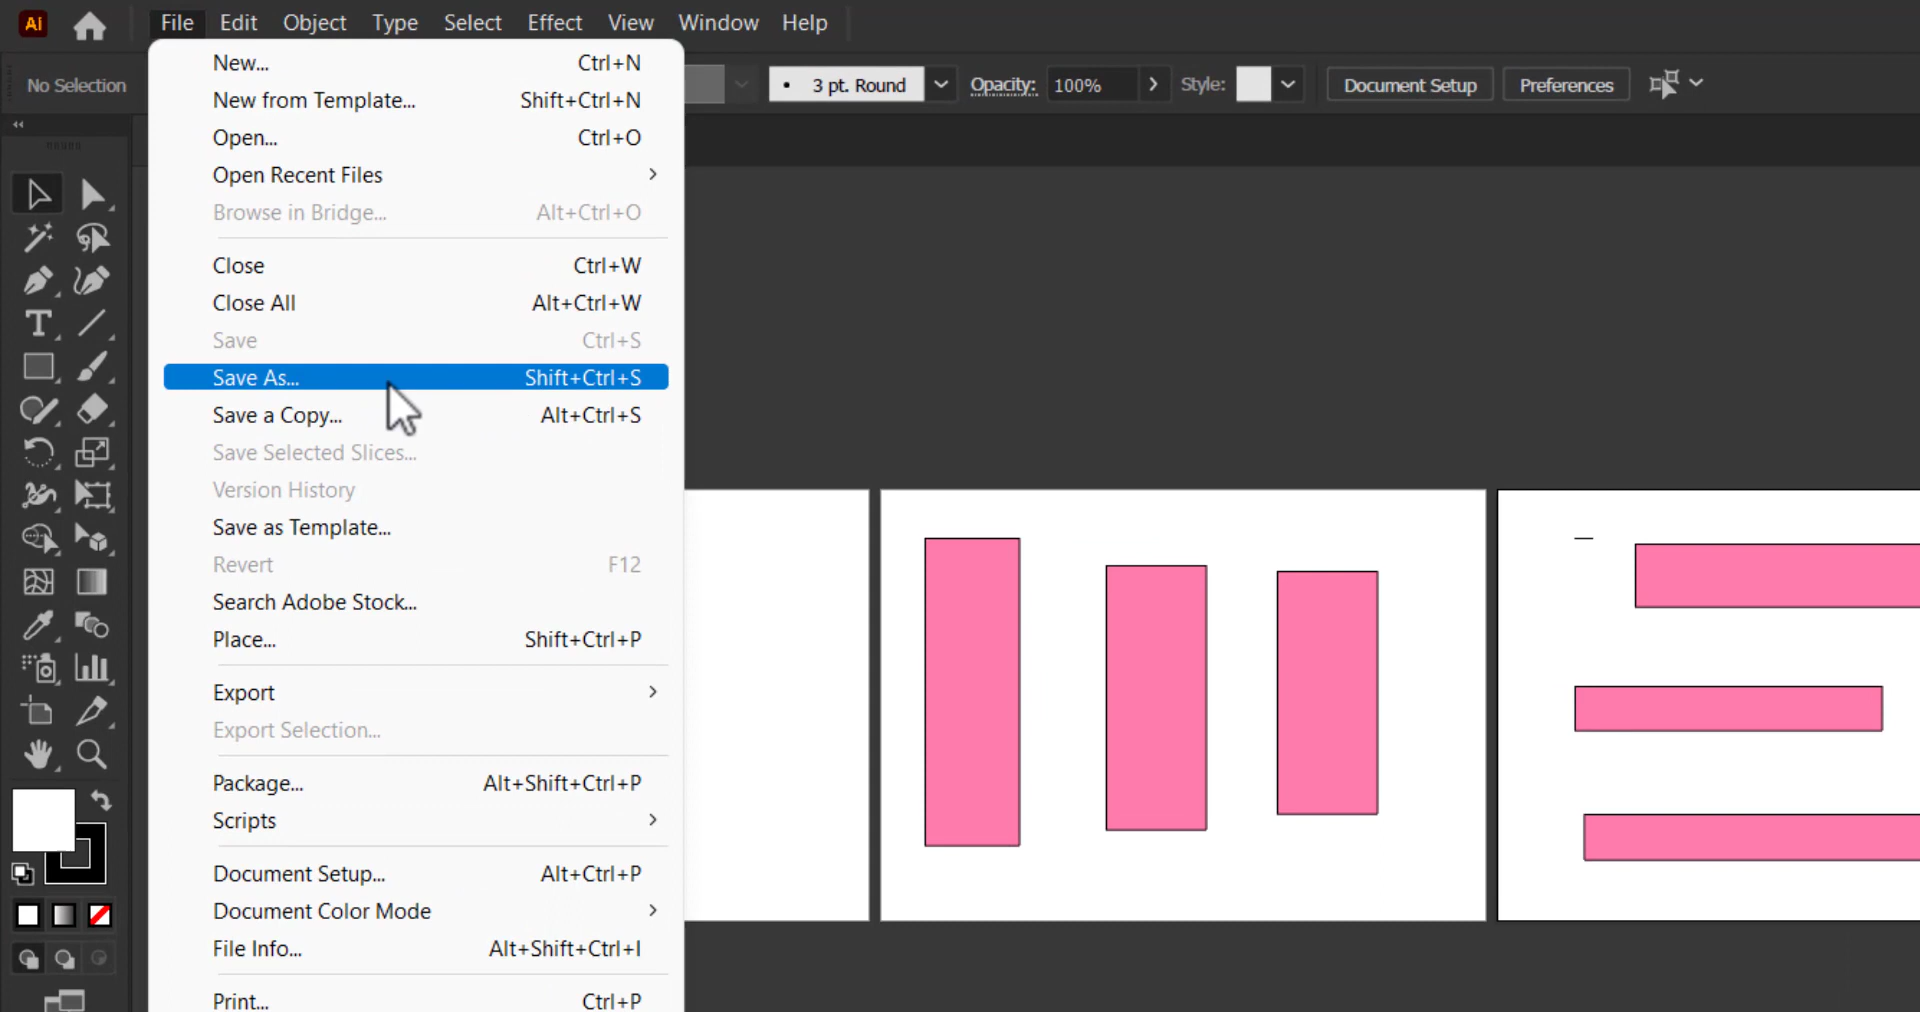 Ai File Edit Object Type Select Effect View Window Help
No Selection 3 pt. Round Opacity: 100% Style: Document Setup Preferences
New... Ctrl+N
New from Template... Shift+Ctrl+N
Open... Ctrl+O
Open Recent Files
Browse in Bridge... Alt+Ctrl+O
Close Ctrl+W
Close All Alt+Ctrl+W
Save Ctrl+S
Save As... Shift+Ctrl+S
Save a Copy... Alt+Ctrl+S
Save Selected Slices...
Version History
Save as Template...
Revert F12
Search Adobe Stock...
Place... Shift+Ctrl+P
Export
Export Selection...
Package... Alt+Shift+Ctrl+P
Scripts
Document Setup... Alt+Ctrl+P
Document Color Mode
File Info... Alt+Shift+Ctrl+I
Print... Ctrl+P